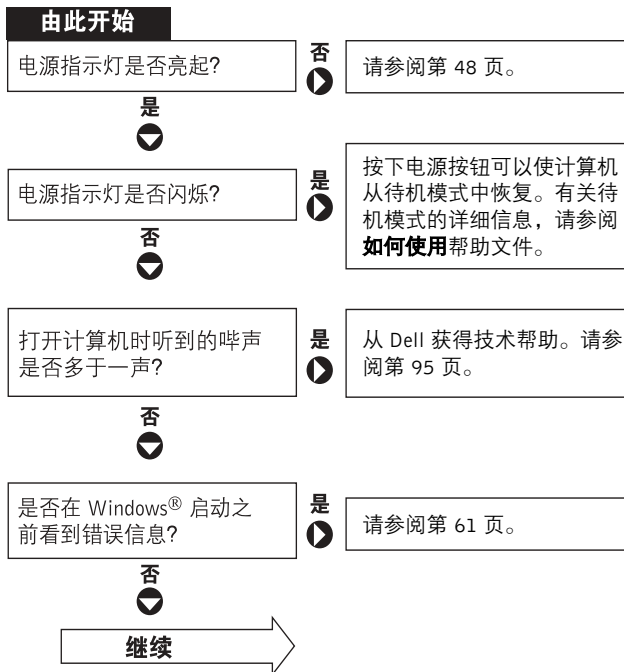 由此开始
电源指示灯是否亮起?
否
请参阅第 48 页。
是
电源指示灯是否闪烁?
是
按下电源按钮可以使计算机
从待机模式中恢复。有关待
机模式的详细信息，请参阅
如何使用帮助文件。
否
打开计算机时听到的哔声
是否多于一声?
是
从 Dell 获得技术帮助。请参
阅第 95 页。
否
是否在 Windows® 启动之
前看到错误信息?
是
请参阅第 61 页。
否
继续